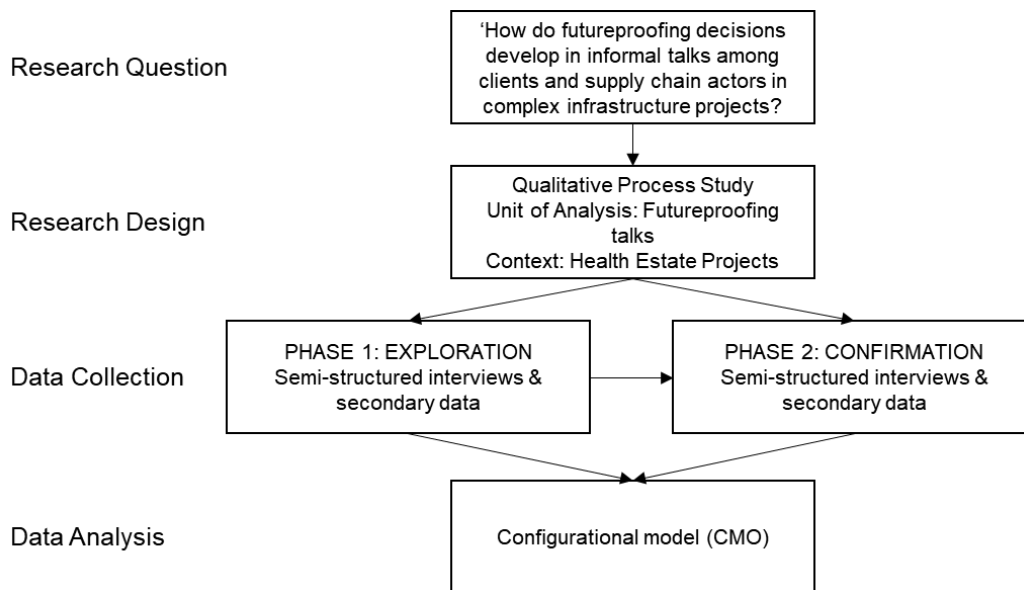 Research Question
‘How do futureproofing decisions
develop in informal talks among
clients and supply chain actors in
complex infrastructure projects?
Research Design
Qualitative Process Study
Unit of Analysis: Futureproofing
talks
Context: Health Estate Projects
Data Collection
PHASE 1: EXPLORATION
Semi-structured interviews &
secondary data
PHASE 2: CONFIRMATION
Semi-structured interviews &
secondary data
Data Analysis
Configurational model (CMO)